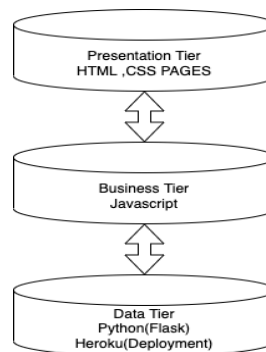 Presentation Tier
HTML ,CSS PAGES
Business Tier
Javascript
Data Tier
Python(Flask)
Heroku(Deployment)